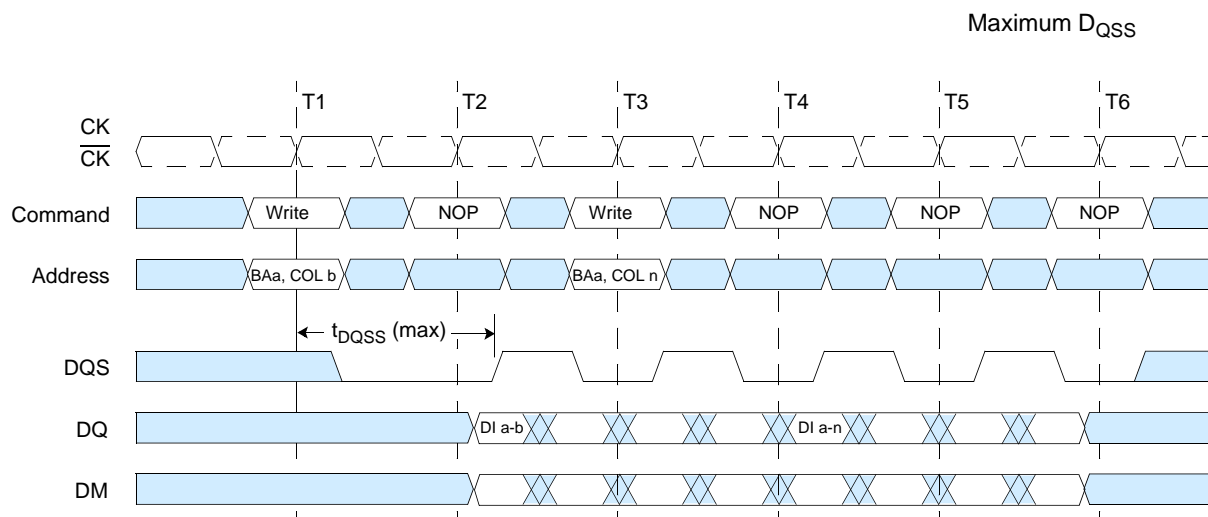 Maximum DQSS
T1 T2 T3 T4 T5 T6
CK
CK
Command Write NOP Write NOP NOP NOP
Address BAa, COL b BAa, COL n
tDQSS (max)
DQS
DQ DI a-b DI a-n
DM